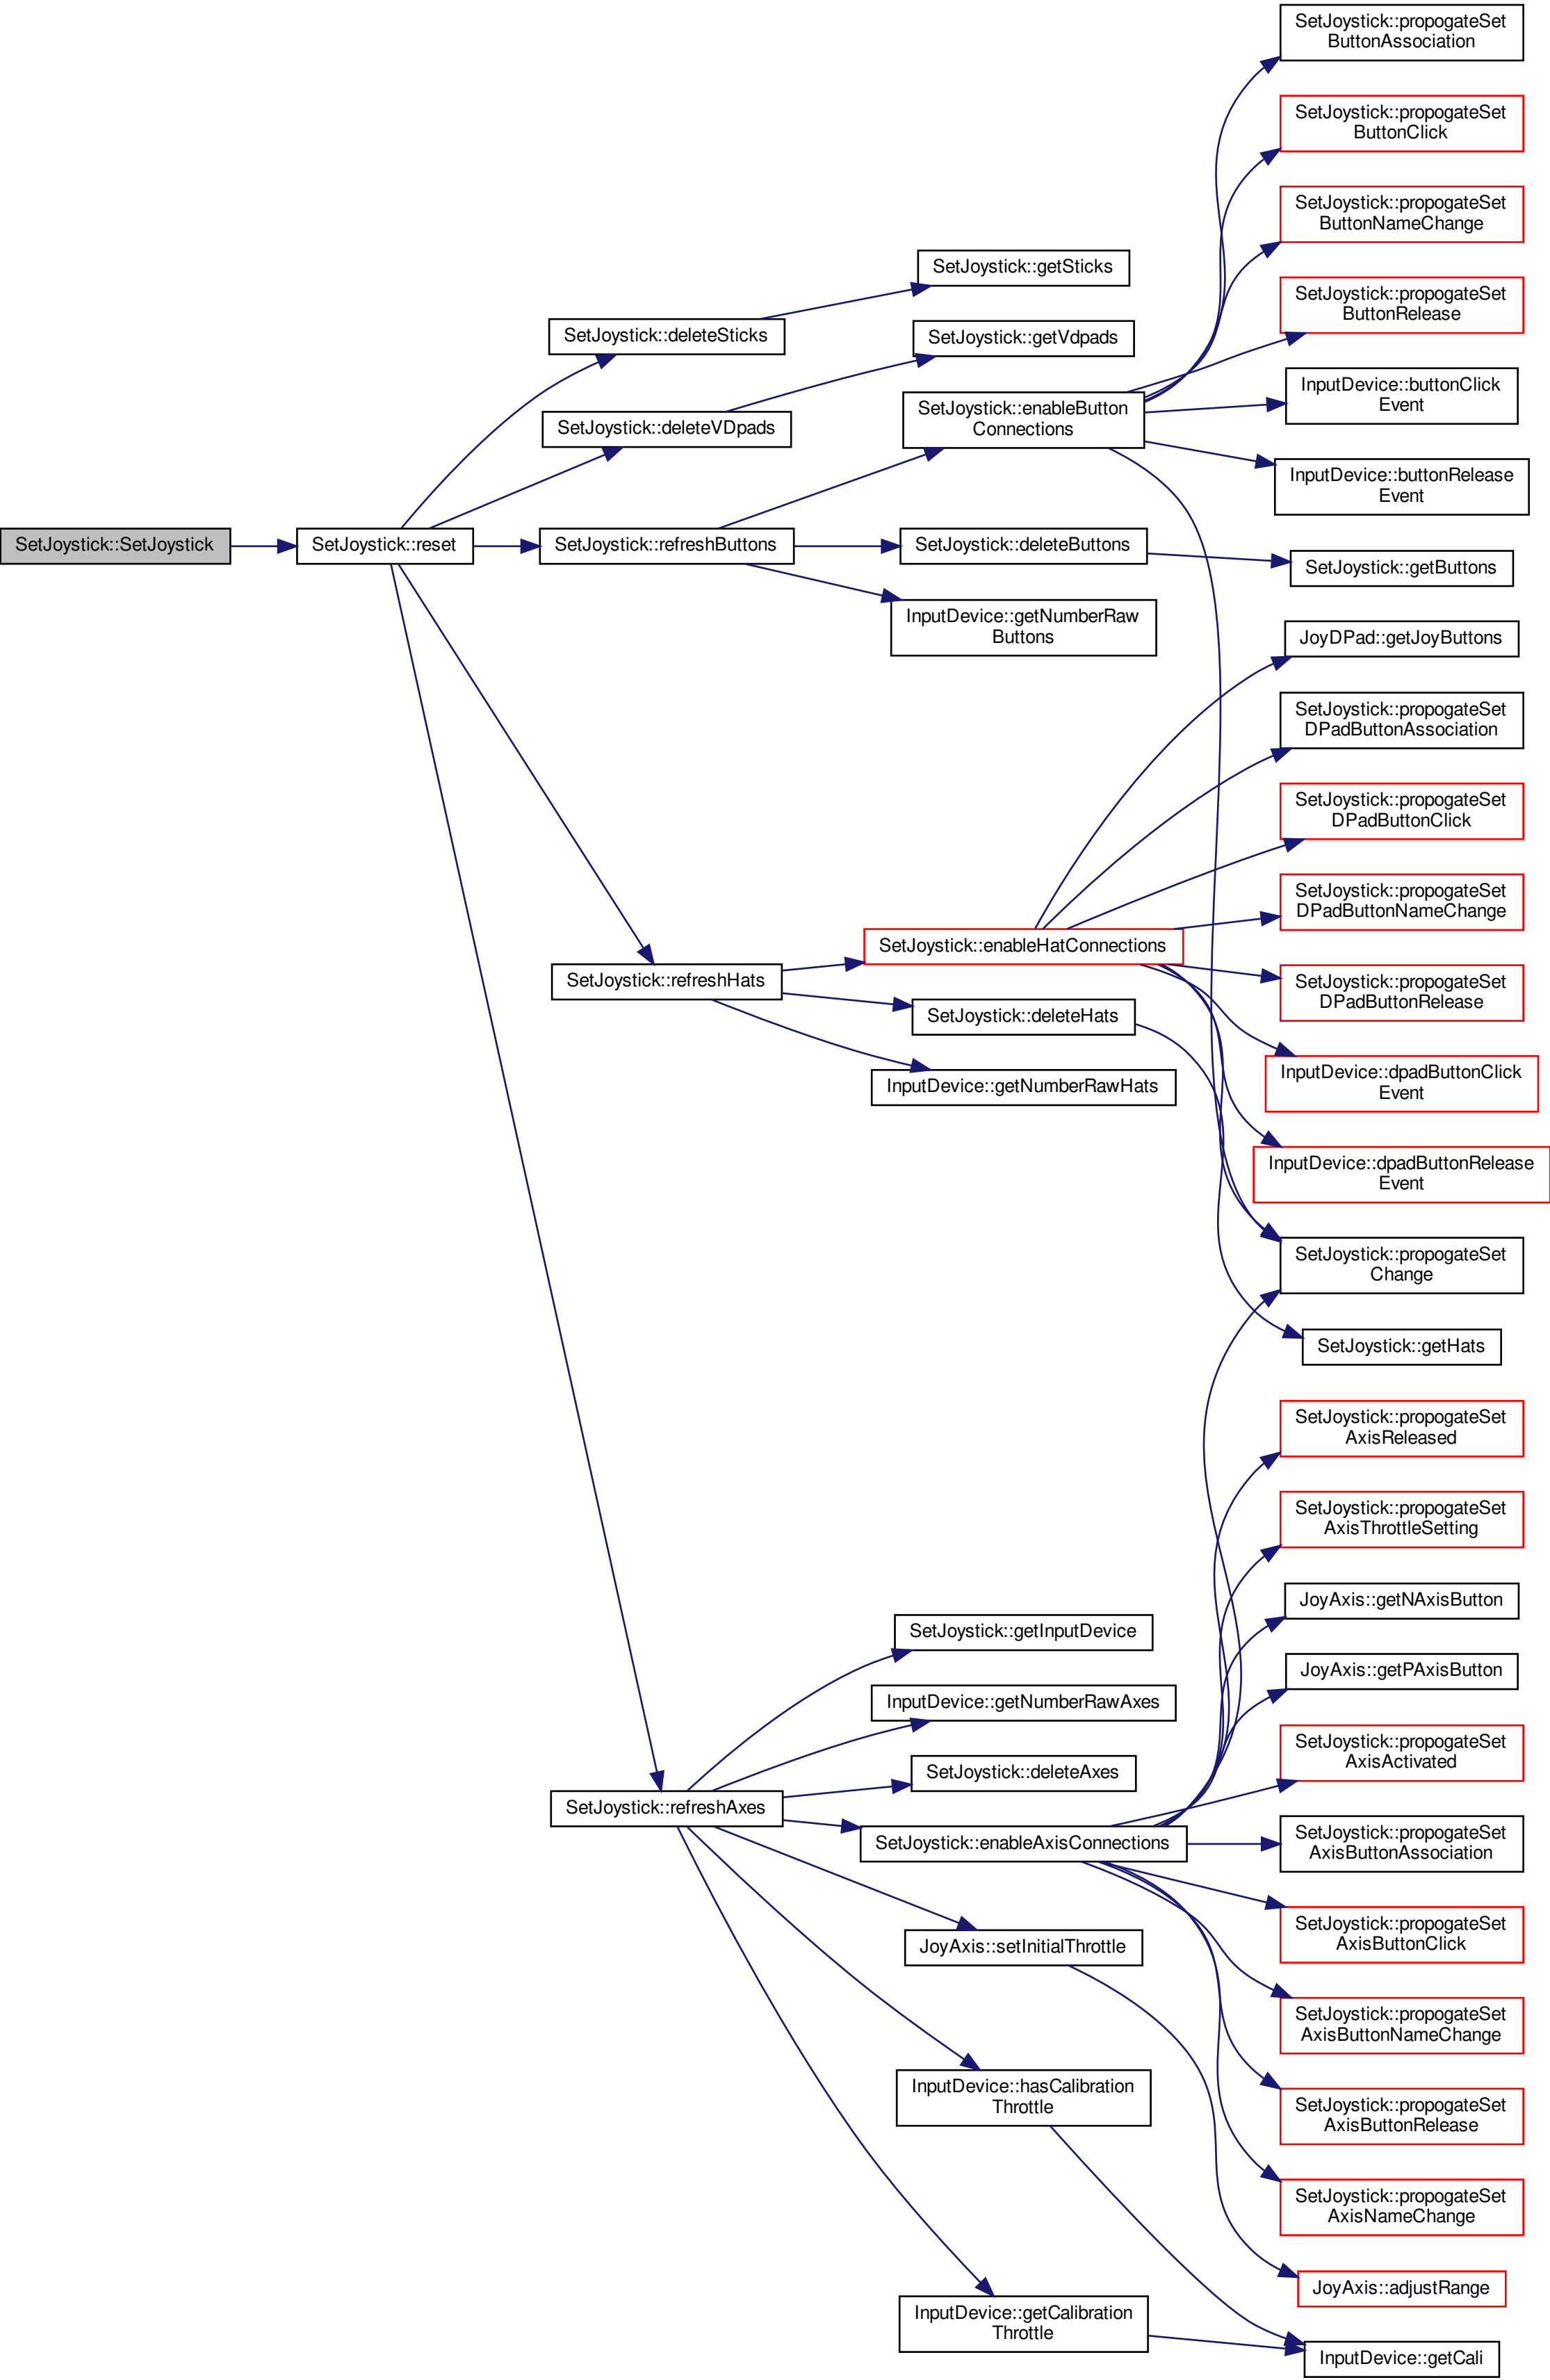 SetJoystick::SetJoystick
SetJoystick::reset
SetJoystick::deleteSticks
SetJoystick::deleteVDpads
SetJoystick::refreshButtons
SetJoystick::refreshHats
SetJoystick::refreshAxes
SetJoystick::getSticks
SetJoystick::getVdpads
SetJoystick::enableButton
Connections
SetJoystick::deleteButtons
InputDevice::getNumberRaw
Buttons
SetJoystick::enableHatConnections
SetJoystick::deleteHats
InputDevice::getNumberRawHats
SetJoystick::getInputDevice
InputDevice::getNumberRawAxes
SetJoystick::deleteAxes
SetJoystick::enableAxisConnections
JoyAxis::setInitialThrottle
InputDevice::hasCalibration
Throttle
InputDevice::getCalibration
Throttle
SetJoystick::propogateSet
ButtonAssociation
SetJoystick::propogateSet
ButtonClick
SetJoystick::propogateSet
ButtonNameChange
SetJoystick::propogateSet
ButtonRelease
InputDevice::buttonClick
Event
InputDevice::buttonRelease
Event
SetJoystick::getButtons
JoyDPad::getJoyButtons
SetJoystick::propogateSet
DPadButtonAssociation
SetJoystick::propogateSet
DPadButtonClick
SetJoystick::propogateSet
DPadButtonNameChange
SetJoystick::propogateSet
DPadButtonRelease
InputDevice::dpadButtonClick
Event
InputDevice::dpadButtonRelease
Event
SetJoystick::propogateSet
Change
SetJoystick::getHats
SetJoystick::propogateSet
AxisReleased
SetJoystick::propogateSet
AxisThrottleSetting
JoyAxis::getNAxisButton
JoyAxis::getPAxisButton
SetJoystick::propogateSet
AxisActivated
SetJoystick::propogateSet
AxisButtonAssociation
SetJoystick::propogateSet
AxisButtonClick
SetJoystick::propogateSet
AxisButtonNameChange
SetJoystick::propogateSet
AxisButtonRelease
SetJoystick::propogateSet
AxisNameChange
JoyAxis::adjustRange
InputDevice::getCali